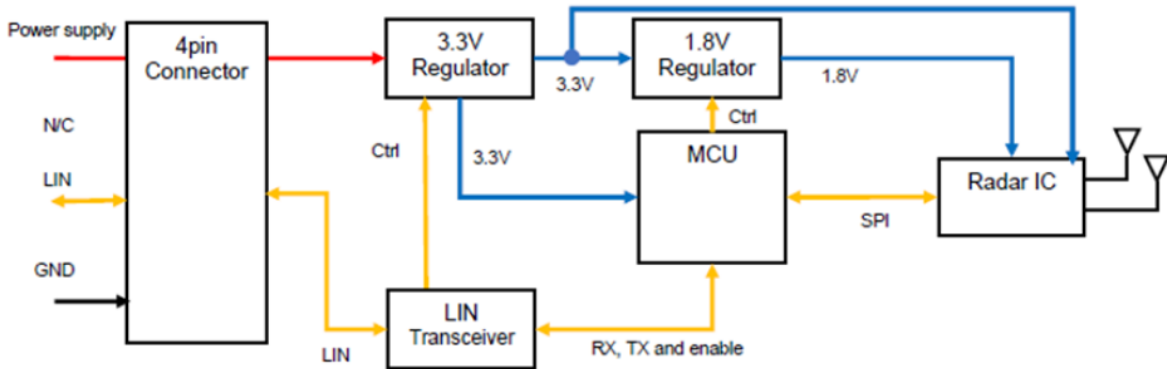 Power supply
4pin
Connector
N/C
LIN
GND
3.3V
Regulator
3.3V
1.8V
Regulator
1.8V
Ctrl
3.3V
Ctrl
MCU
Radar IC
SPI
LIN
Transceiver
LIN
RX, TX and enable